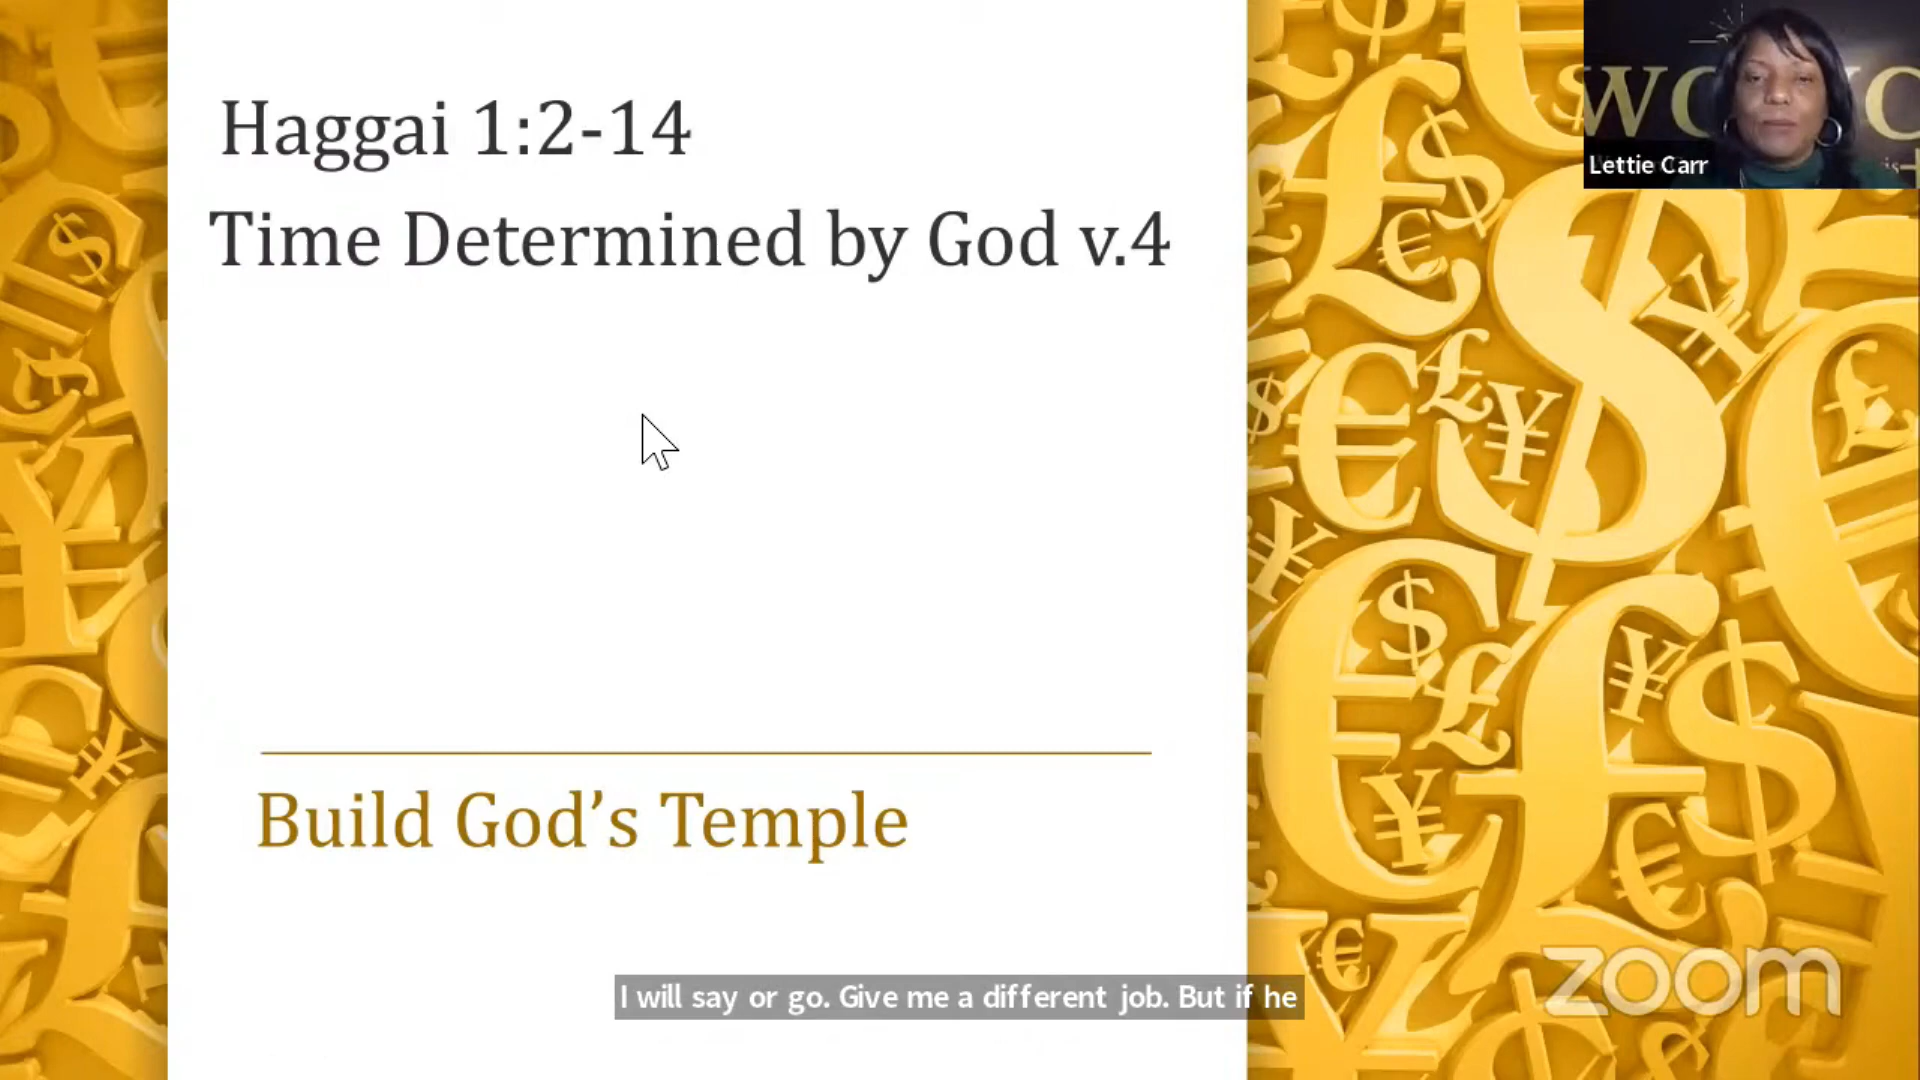 Haggai 1:2-14
Time Determined by God v.4
Build God's Temple
Lettie Carr
I will say or go. Give me a different job. But if he
zoom